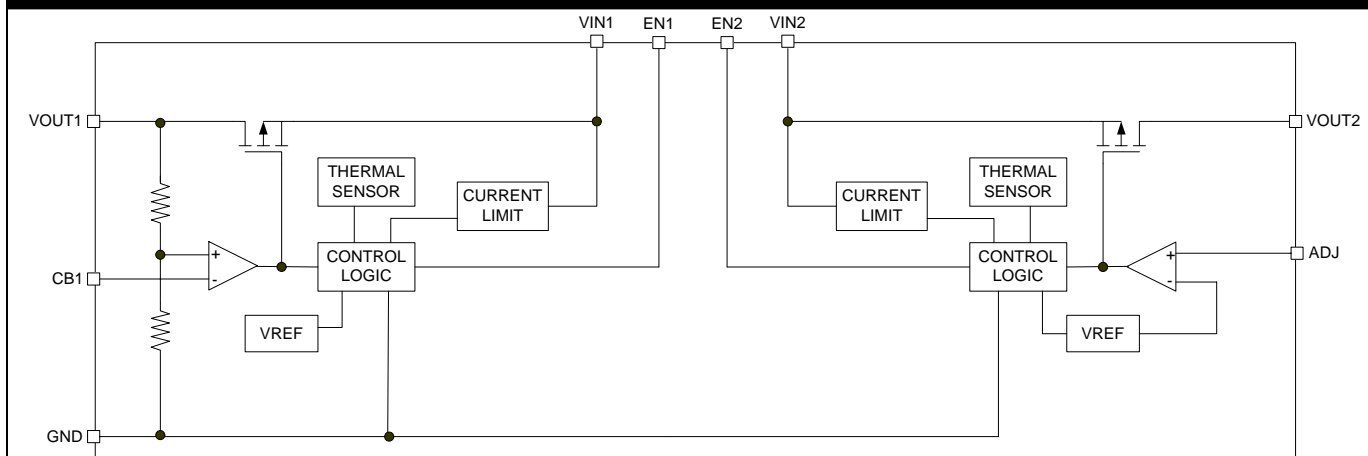 VIN1 EN1 EN2 VIN2
VOUT1
VOUT2
THERMAL
SENSOR
THERMAL
SENSOR
CURRENT
LIMIT
CURRENT
LIMIT
+
-
CONTROL
LOGIC
CONTROL
LOGIC
+
-
ADJ
CB1
VREF
VREF
GND